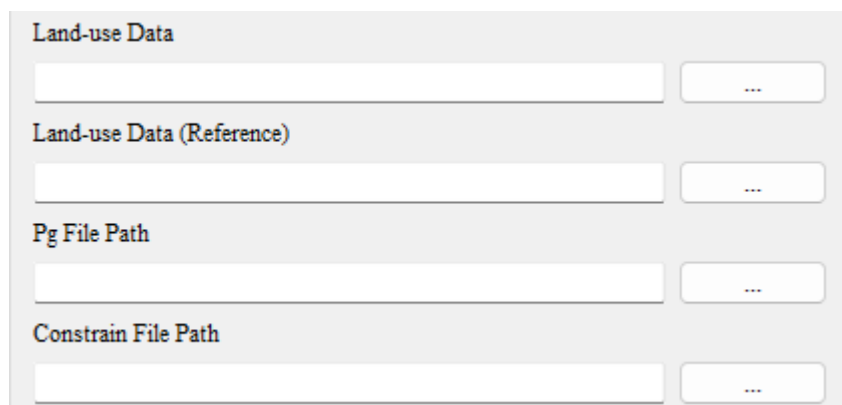 Land-use Data
...
Land-use Data (Reference)
...
Pg File Path
...
Constrain File Path
...